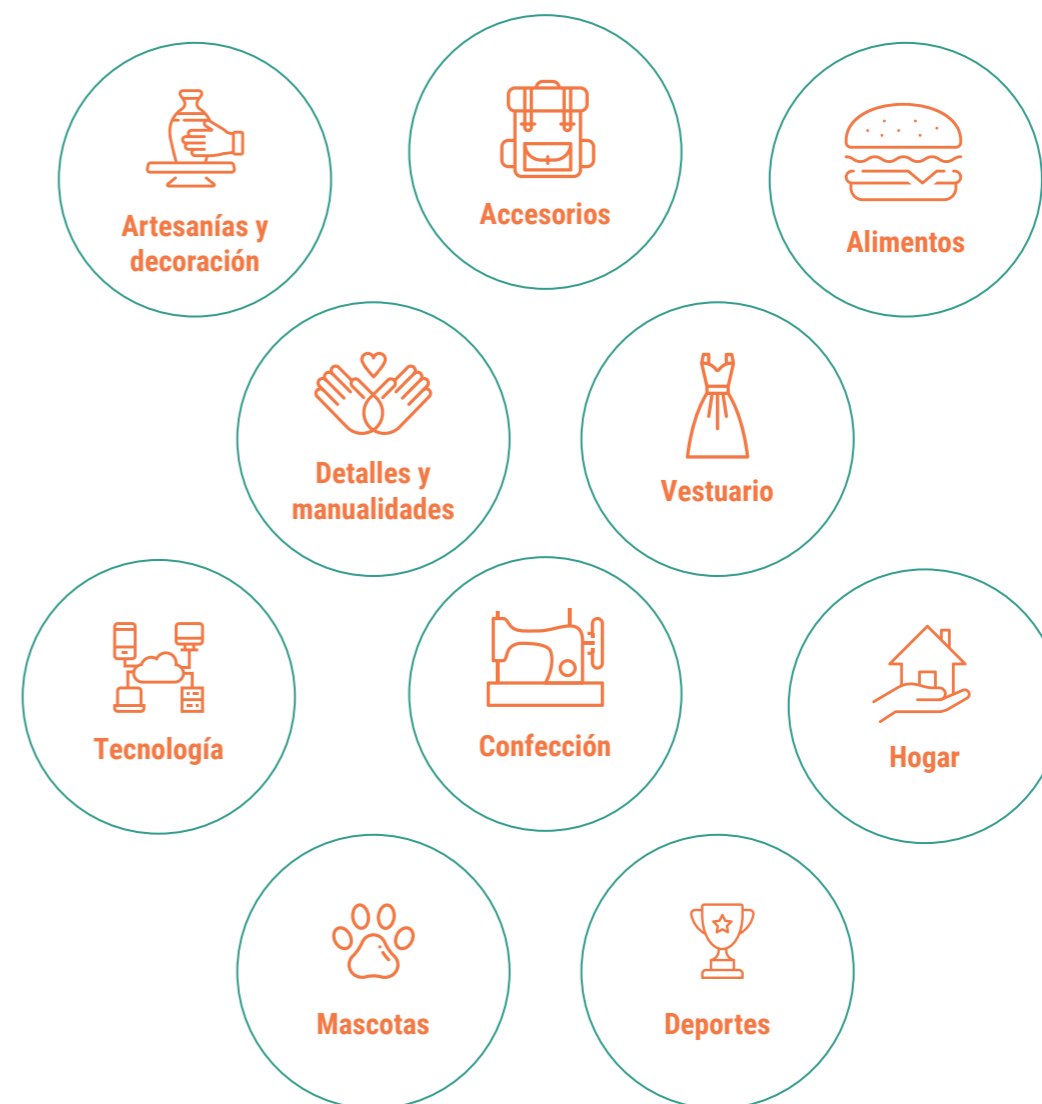 Artesanías y
decoración
Accesorios
Alimentos
Detalles y
manualidades
Vestuario
Tecnología
Confección
Hogar
Mascotas
Deportes